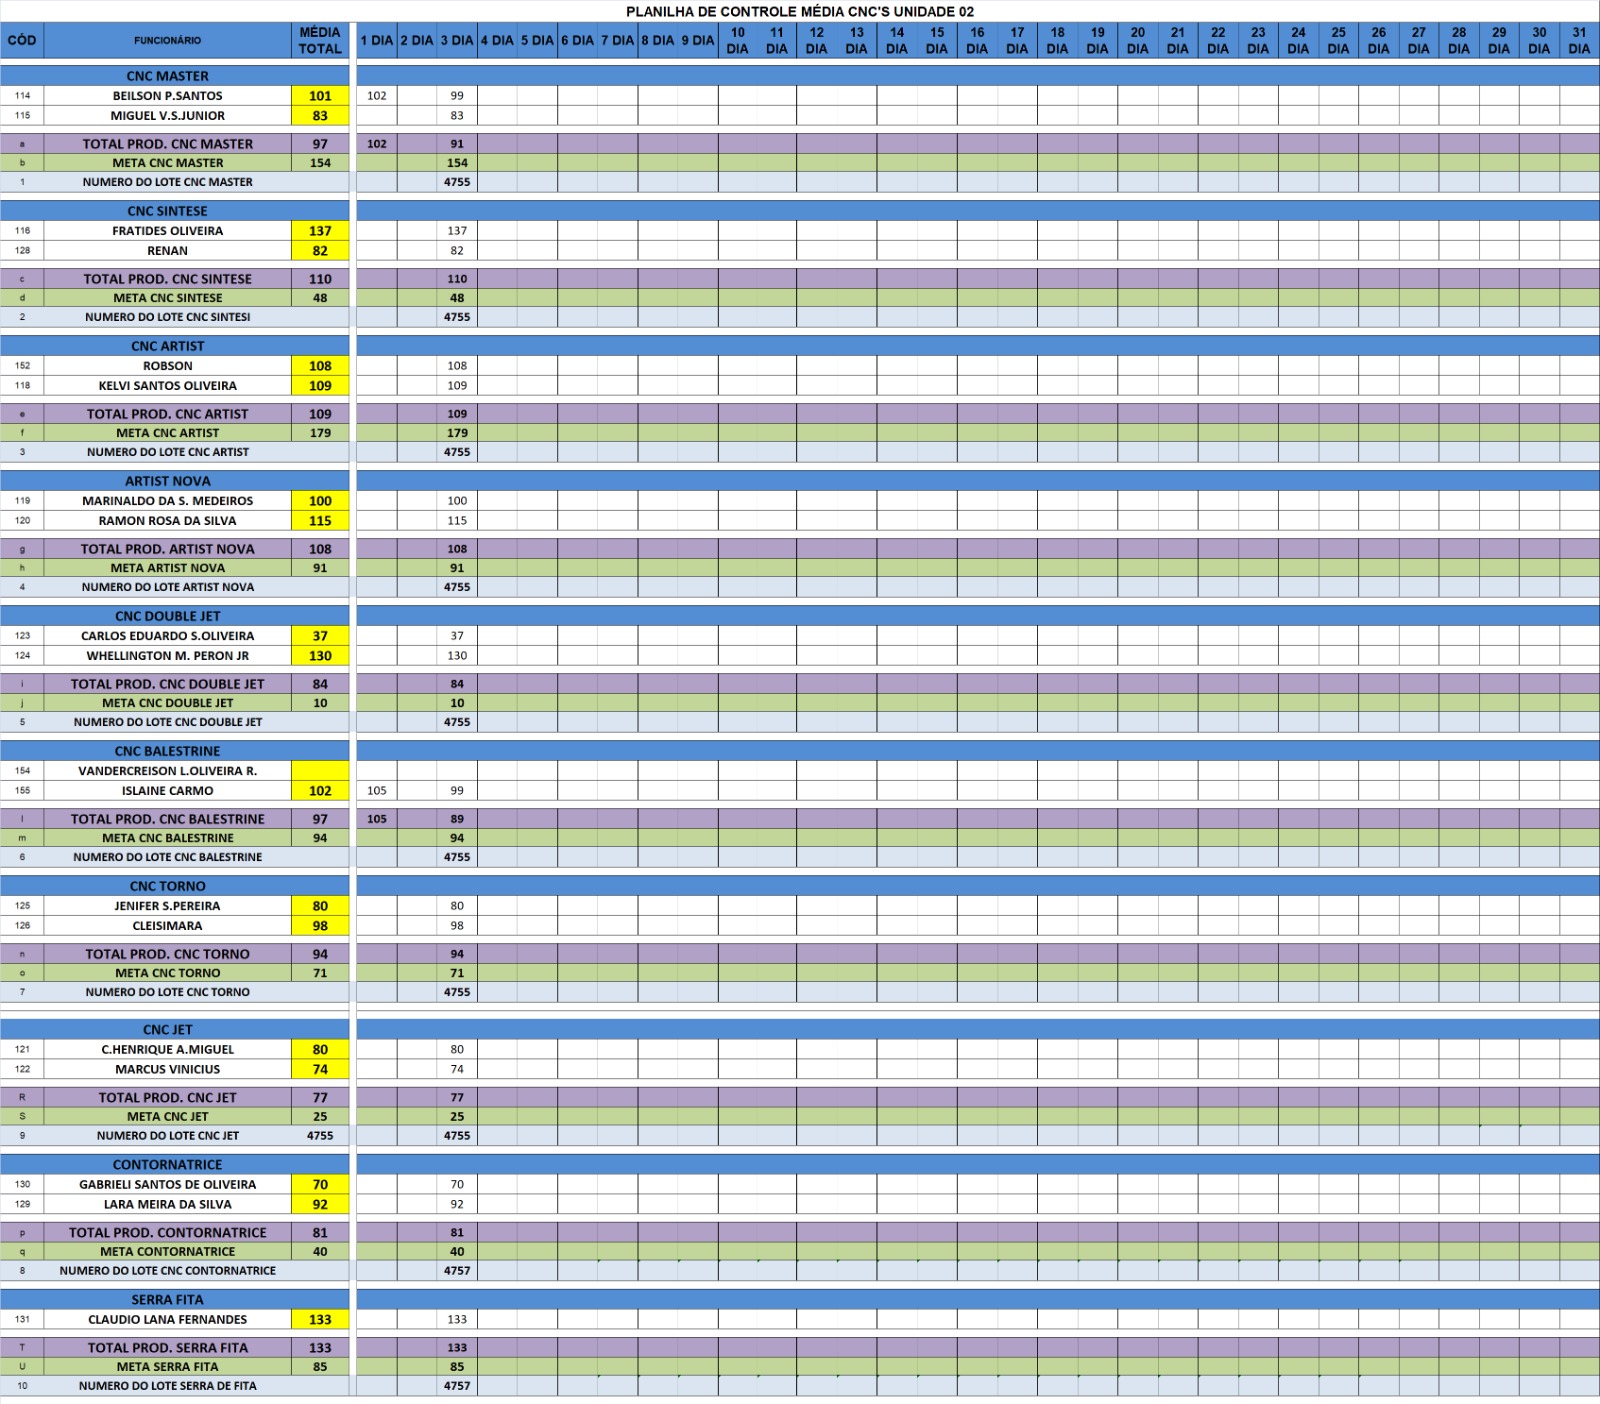 PLANILHA DE CONTROLE MÉDIA CNC'S UNIDADE 02
CÓD FUNCIONÁRIO MÉDIA TOTAL 1 DIA 2 DIA 3 DIA 4 DIA 5 DIA 6 DIA 7 DIA 8 DIA 9 DIA 10 DIA 11 DIA 12 DIA 13 DIA 14 DIA 15 DIA 16 DIA 17 DIA 18 DIA 19 DIA 20 DIA 21 DIA 22 DIA 23 DIA 24 DIA 25 DIA 26 DIA 27 DIA 28 DIA 29 DIA 30 DIA 31 DIA
CNC MASTER
114 BEILSON P.SANTOS 101 102 99
115 MIGUEL V.S.JUNIOR 83 83
a TOTAL PROD. CNC MASTER 97 102 91
b META CNC MASTER 154 154
1 NUMERO DO LOTE CNC MASTER 4755
CNC SINTESE
116 FRATIDES OLIVEIRA 137 137
128 RENAN 82 82
c TOTAL PROD. CNC SINTESE 110 110
d META CNC SINTESE 48 48
2 NUMERO DO LOTE CNC SINTESI 4755
CNC ARTIST
152 ROBSON 108 108
118 KELVI SANTOS OLIVEIRA 109 109
e TOTAL PROD. CNC ARTIST 109 109
f META CNC ARTIST 179 179
3 NUMERO DO LOTE CNC ARTIST 4755
ARTIST NOVA
119 MARINALDO DA S. MEDEIROS 100 100
120 RAMON ROSA DA SILVA 115 115
g TOTAL PROD. ARTIST NOVA 108 108
h META ARTIST NOVA 91 91
4 NUMERO DO LOTE ARTIST NOVA 4755
CNC DOUBLE JET
123 CARLOS EDUARDO S.OLIVEIRA 37 37
124 WHELLINGTON M. PERON JR 130 130
i TOTAL PROD. CNC DOUBLE JET 84 84
j META CNC DOUBLE JET 10 10
5 NUMERO DO LOTE CNC DOUBLE JET 4755
CNC BALESTRINE
154 VANDERCREISON L.OLIVEIRA R.
155 ISLAINE CARMO 102 105 99
l TOTAL PROD. CNC BALESTRINE 97 105 89
m META CNC BALESTRINE 94 94
6 NUMERO DO LOTE CNC BALESTRINE 4755
CNC TORNO
125 JENIFER S.PEREIRA 80 80
126 CLEISIMARA 98 98
n TOTAL PROD. CNC TORNO 94 94
o META CNC TORNO 71 71
7 NUMERO DO LOTE CNC TORNO 4755
CNC JET
121 C.HENRIQUE A.MIGUEL 80 80
122 MARCUS VINICIUS 74 74
R TOTAL PROD. CNC JET 77 77
S META CNC JET 25 25
9 NUMERO DO LOTE CNC JET 4755 4755
CONTORNATRICE
130 GABRIELI SANTOS DE OLIVEIRA 70 70
129 LARA MEIRA DA SILVA 92 92
p TOTAL PROD. CONTORNATRICE 81 81
q META CONTORNATRICE 40 40
8 NUMERO DO LOTE CNC CONTORNATRICE 4757
SERRA FITA
131 CLAUDIO LANA FERNANDES 133 133
T TOTAL PROD. SERRA FITA 133 133
U META SERRA FITA 85 85
10 NUMERO DO LOTE SERRA DE FITA 4757